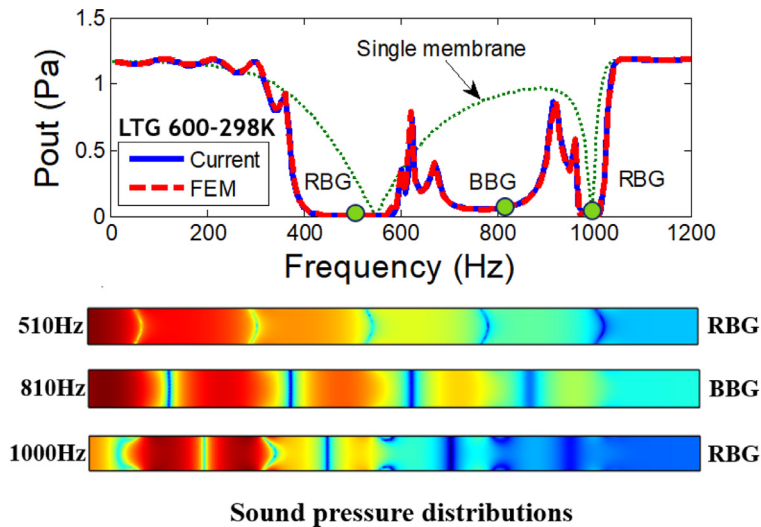 1.5
Single membrane
1
Pout (Pa)
LTG 600-298K
Current
FEM
0.5
RBG
BBG
RBG
0
0 200 400 600 800 1000 1200
Frequency (Hz)
510Hz RBG
810Hz BBG
1000Hz RBG
Sound pressure distributions